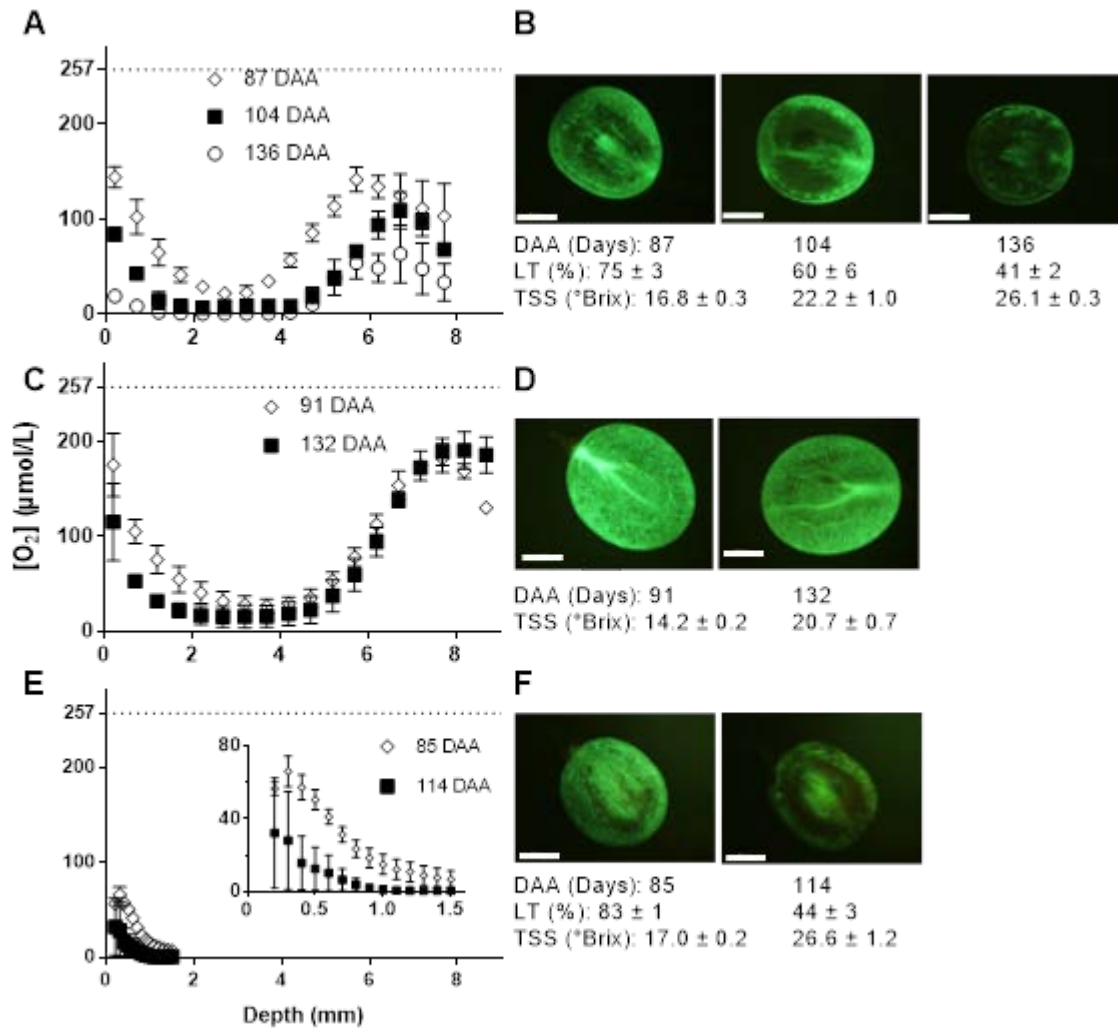 A
257
200
100
0
87 DAA
104 DAA
136 DAA
0 2 4 6 8
B
DAA (Days): 87 104 136
LT (%): 75 ± 3 60 ± 6 41 ± 2
TSS (°Brix): 16.8 ± 0.3 22.2 ± 1.0 26.1 ± 0.3
C
[O₂] (µmol/L)
257
200
100
0
91 DAA
132 DAA
0 2 4 6 8
D
DAA (Days): 91 132
TSS (°Brix): 14.2 ± 0.2 20.7 ± 0.7
E
257
200
100
0
80
40
0
85 DAA
114 DAA
0.5 1.0 1.5
0 2 4 6 8
Depth (mm)
F
DAA (Days): 85 114
LT (%): 83 ± 1 44 ± 3
TSS (°Brix): 17.0 ± 0.2 26.6 ± 1.2